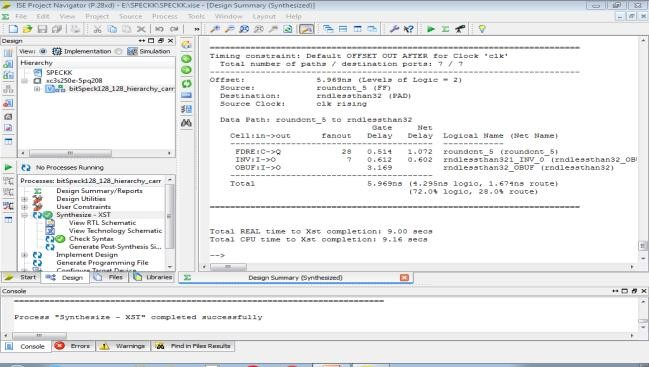 ISE Project Navigator (P.28xd) - E:\SPECKK\SPECKK.xise - [Design Summary (Synthesized)]
File Edit View Project Source Process Tools Window Layout Help
Design
View: Implementation Simulation
Hierarchy
SPECKK
xc3s250e-5pq208
bitSpeck128_128_hierarchy_carr
No Processes Running
Processes: bitSpeck128_128_hierarchy_carr
Design Summary/Reports
Design Utilities
User Constraints
Synthesize - XST
View RTL Schematic
View Technology Schematic
Check Syntax
Generate Post-Synthesis Si...
Implement Design
Generate Programming File
Configure Target Device
Start Design Files Libraries
Timing constraint: Default OFFSET OUT AFTER for Clock 'clk'
Total number of paths / destination ports: 7 / 7
Offset: 5.969ns (Levels of Logic = 2)
Source: roundcnt_5 (FF)
Destination: rndlessthan32 (PAD)
Source Clock: clk rising
Data Path: roundcnt_5 to rndlessthan32
Gate Net
Cell:in->out fanout Delay Delay Logical Name (Net Name)
FDRE:C->Q 28 0.514 1.072 roundcnt_5 (roundcnt_5)
INV:I->O 7 0.612 0.602 rndlessthan321_INV_0 (rndlessthan32_OBU
OBUF:I->O 3.169 rndlessthan32_OBUF (rndlessthan32)
Total 5.969ns (4.295ns logic, 1.674ns route)
(72.0% logic, 28.0% route)
Total REAL time to Xst completion: 9.00 secs
Total CPU time to Xst completion: 9.16 secs
-->
Design Summary (Synthesized)
Console
Process "Synthesize - XST" completed successfully
Console Errors Warnings Find in Files Results